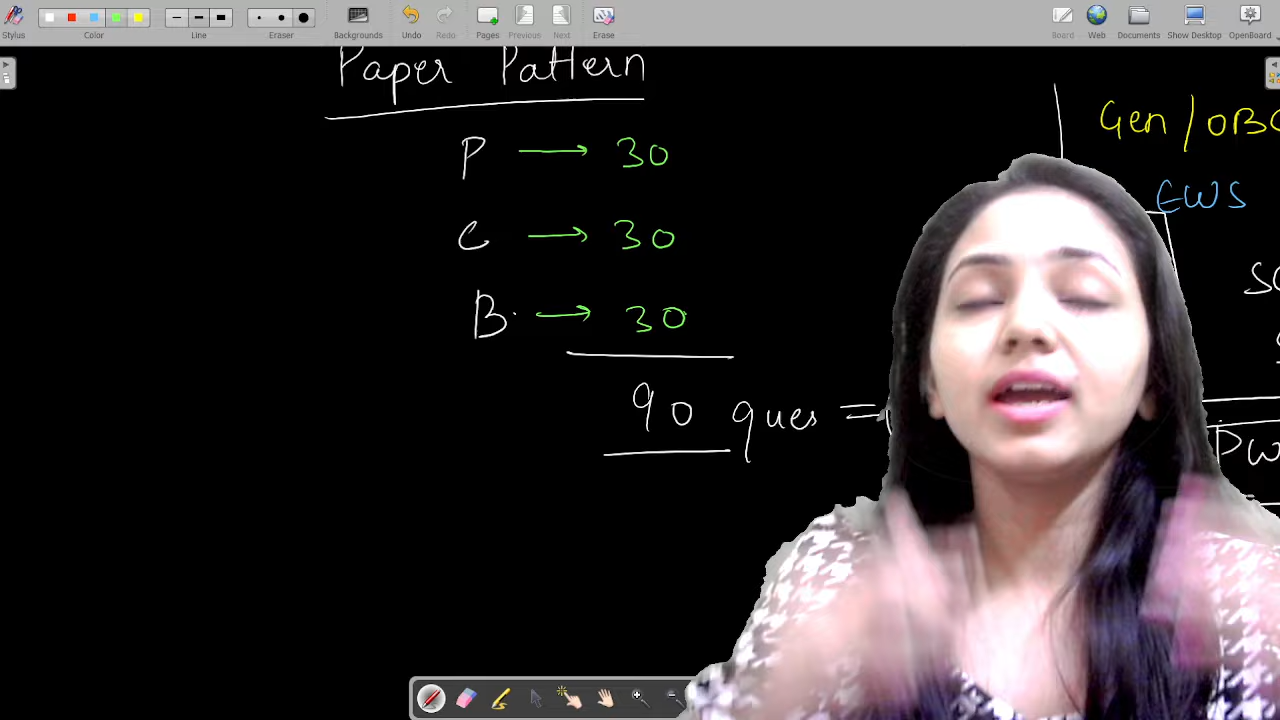 Color
Line
Eraser
Stylus
Backgrounds
Undo
Redo
Pages
Previous
Next
Erase
Board
Web
Documents
Show Desktop
OpenBoard
Paper Pattern
P → 30
C → 30
B → 30
90 ques =
Gen / OBC
EWS
PW